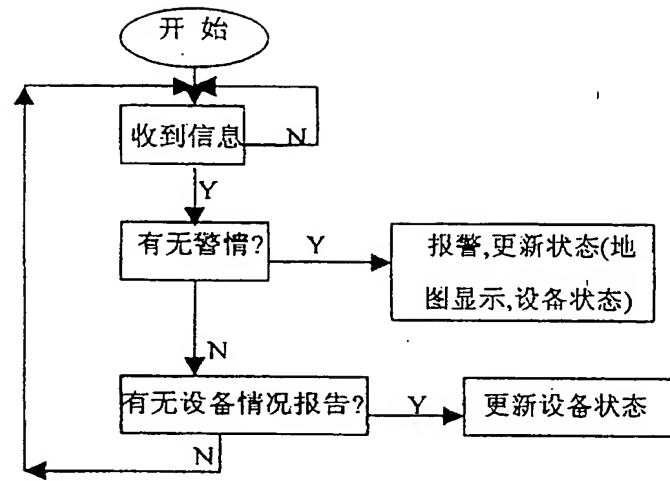 开 始
收到信息
N
Y
有无警情?
Y
报警,更新状态(地
图显示,设备状态)
N
有无设备情况报告?
Y
更新设备状态
N